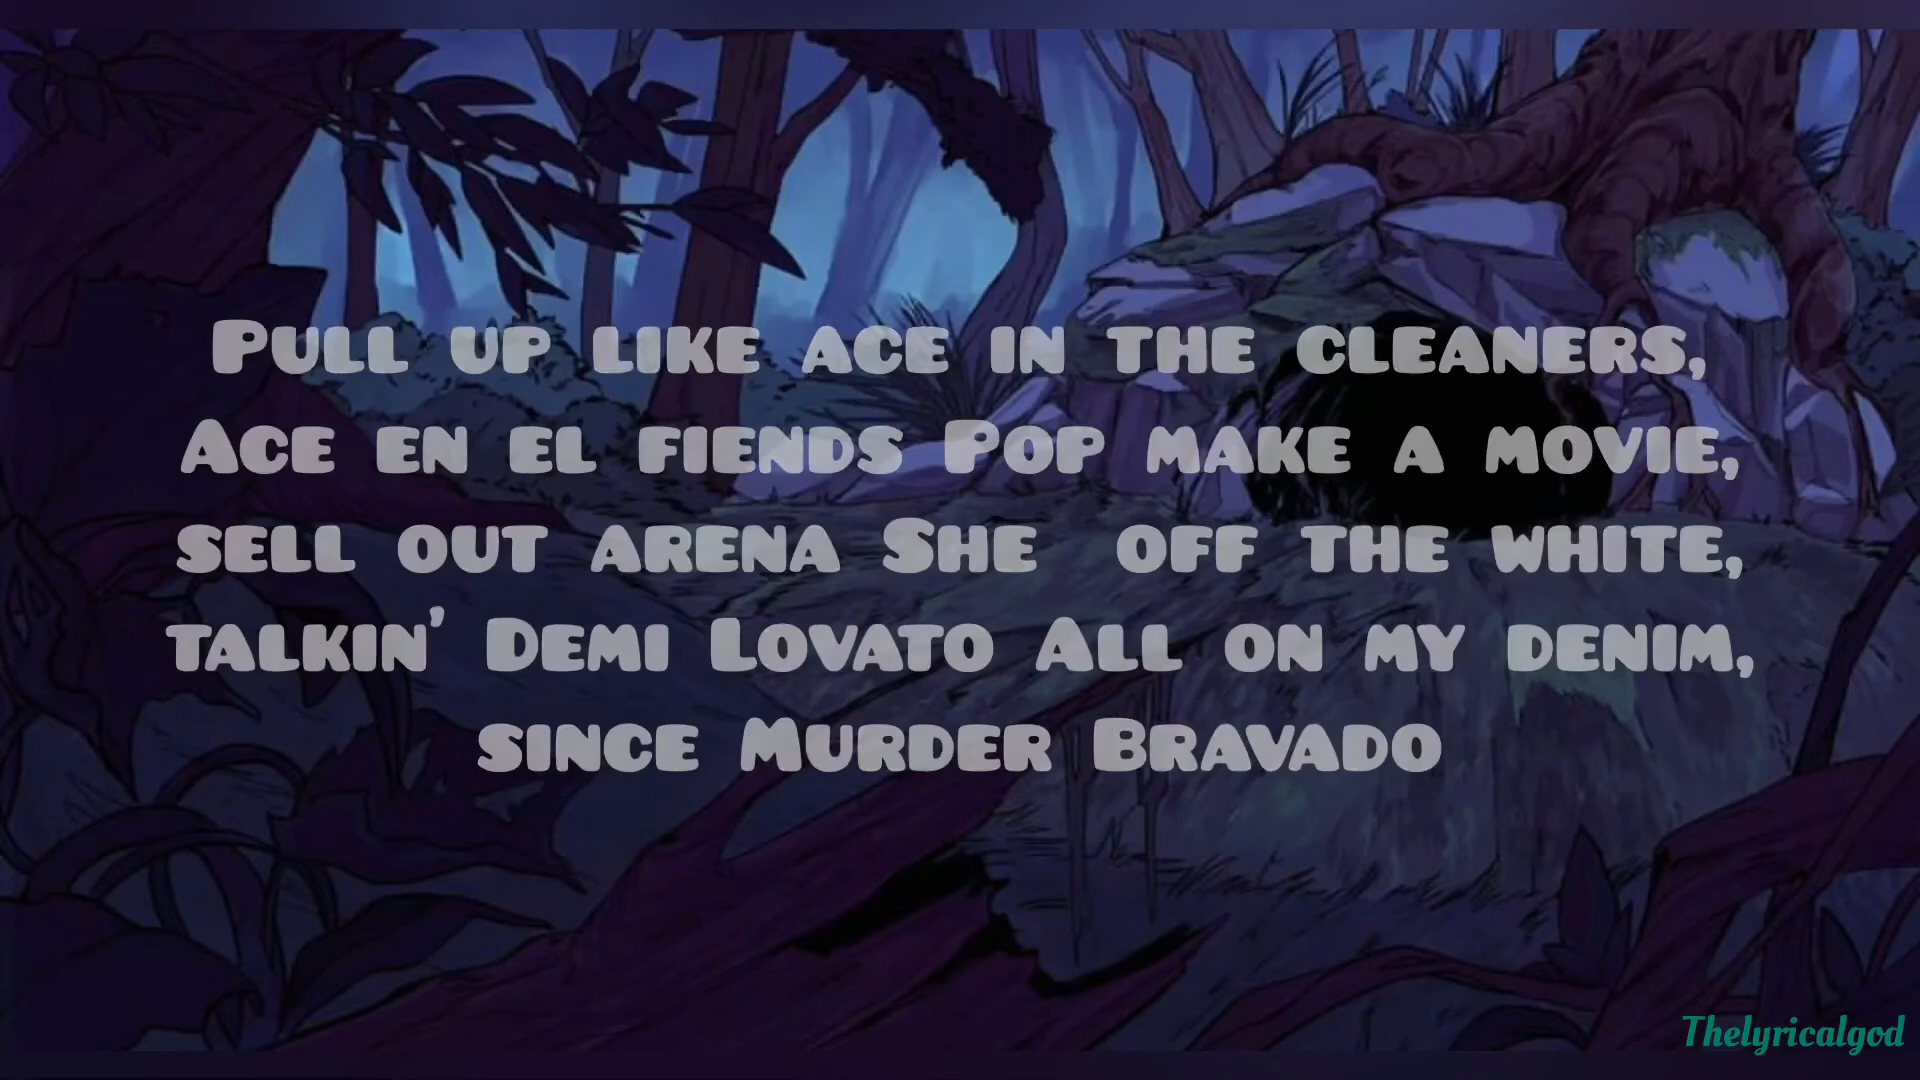 Pull up like ace in the cleaners,
Ace en el fiends Pop make a movie,
sell out arena She off the white,
talkin' Demi Lovato All on my denim,
since Murder Bravado
Thelyricalgod